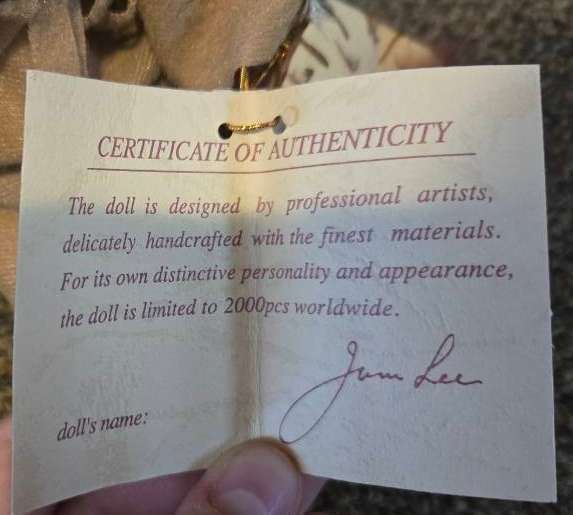 CERTIFICATE OF AUTHENTICITY
The doll is designed by professional artists,
delicately handcrafted with the finest materials.
For its own distinctive personality and appearance,
the doll is limited to 2000pcs worldwide.
Lee
doll's name: